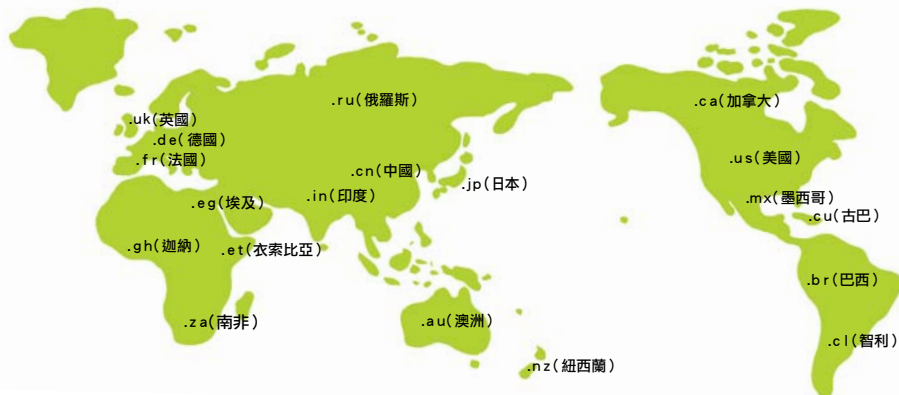 .ru(俄羅斯)
.ca(加拿大)
.uk(英國)
.de(德國)
.fr(法國)
.cn(中國)
.us(美國)
.jp(日本)
.eg(埃及)
.in(印度)
.mx(墨西哥)
.cu(古巴)
.gh(迦納)
.et(衣索比亞)
.br(巴西)
.za(南非)
.au(澳洲)
.cl(智利)
.nz(紐西蘭)